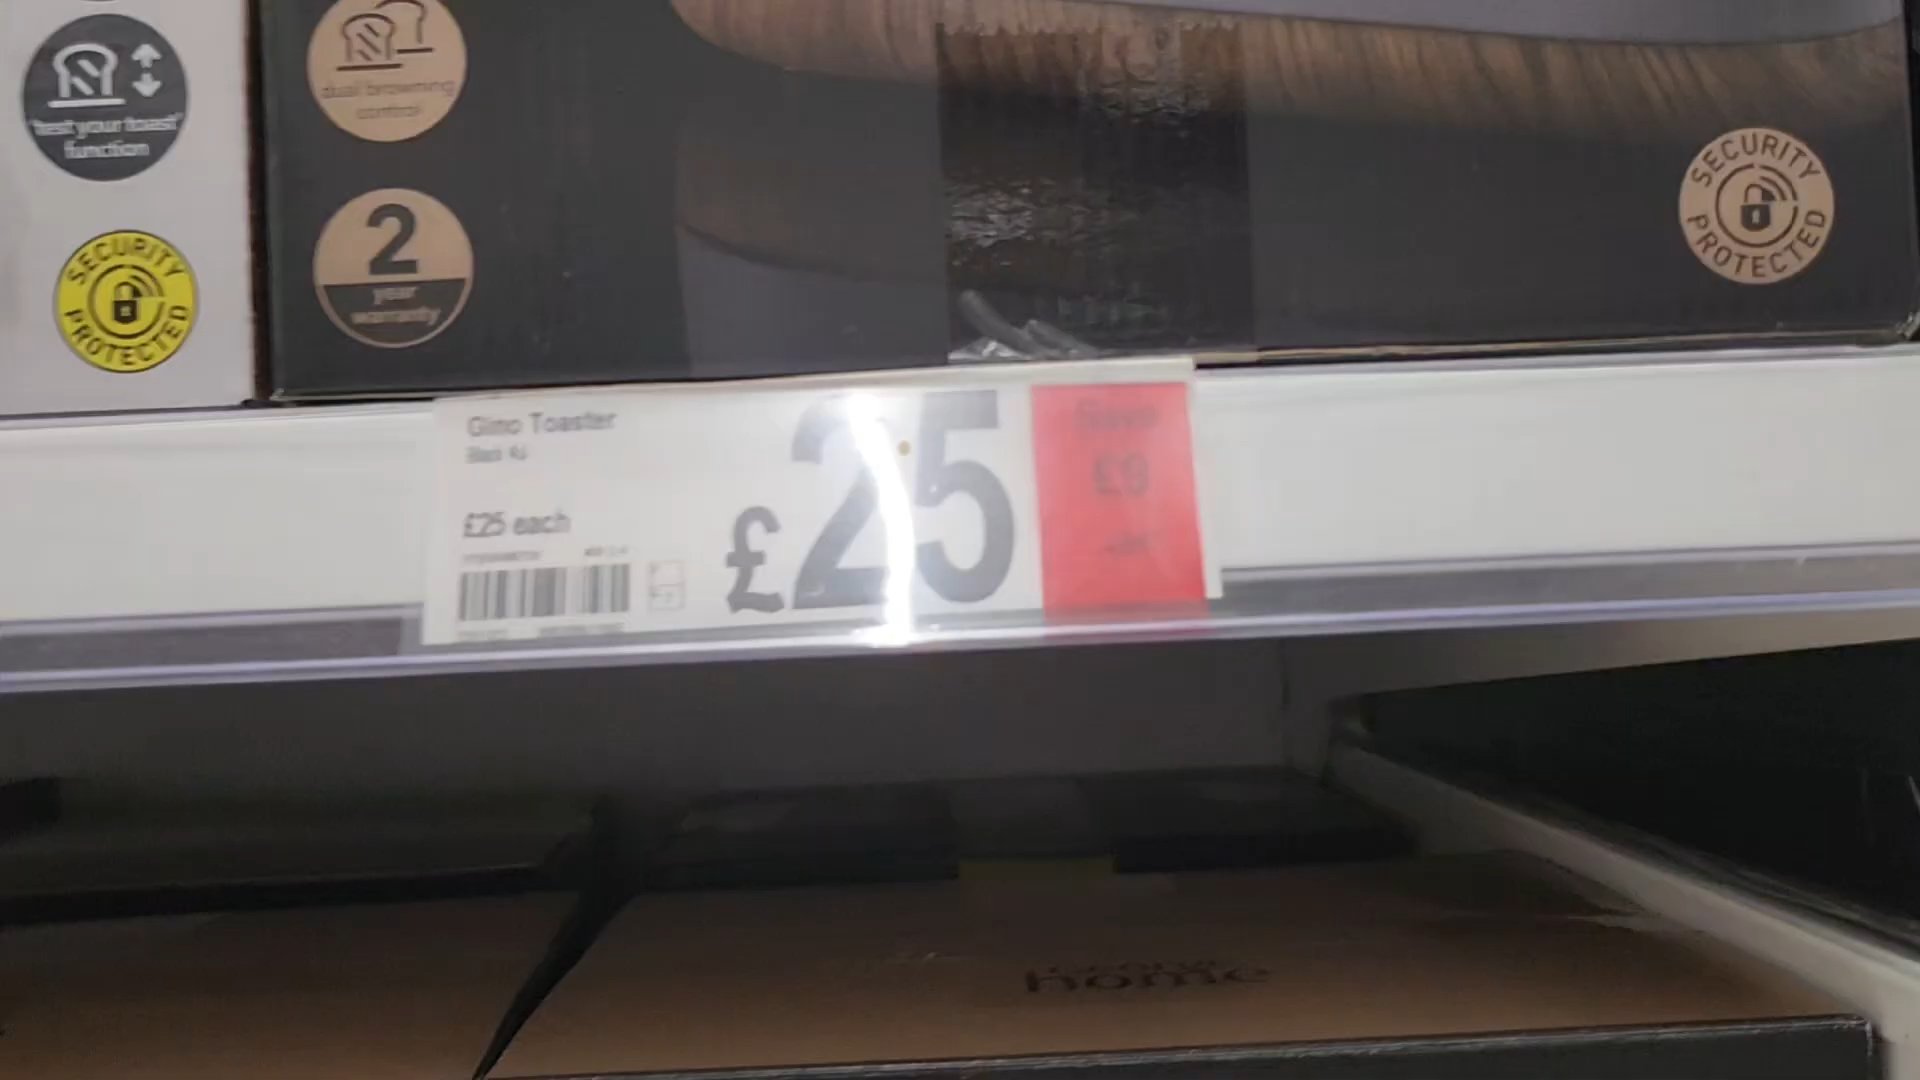 "test your toast"
function
dual browning
control
2
year
warranty
SECURITY
PROTECTED
SECURITY
PROTECTED
Gino Toaster
£25 each
£25
Save
home